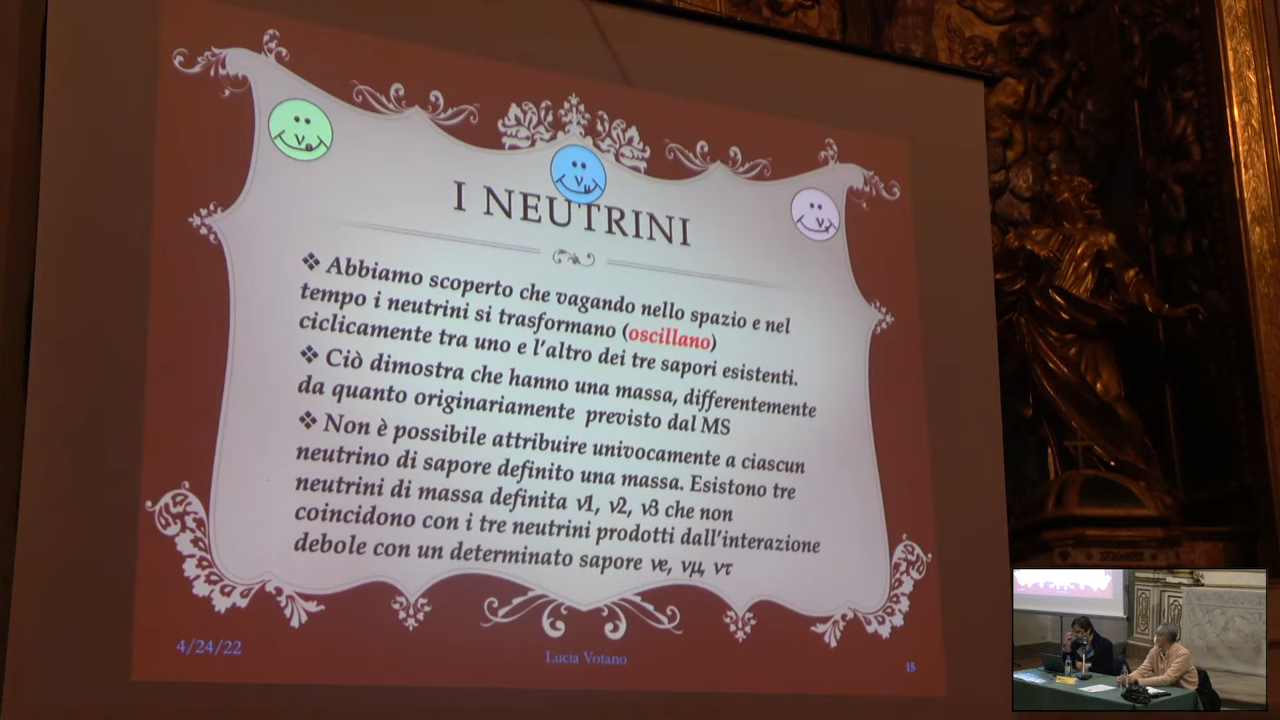 I NEUTRINI
❖ Abbiamo scoperto che vagando nello spazio e nel
tempo i neutrini si trasformano (oscillano)
ciclicamente tra uno e l'altro dei tre sapori esistenti.
❖ Ciò dimostra che hanno una massa, differentemente
da quanto originariamente previsto dal MS
❖ Non è possibile attribuire univocamente a ciascun
neutrino di sapore definito una massa. Esistono tre
neutrini di massa definita ν1, ν2, ν3 che non
coincidono con i tre neutrini prodotti dall'interazione
debole con un determinato sapore νe, νμ, ντ
4/24/22
Lucia Votano
15